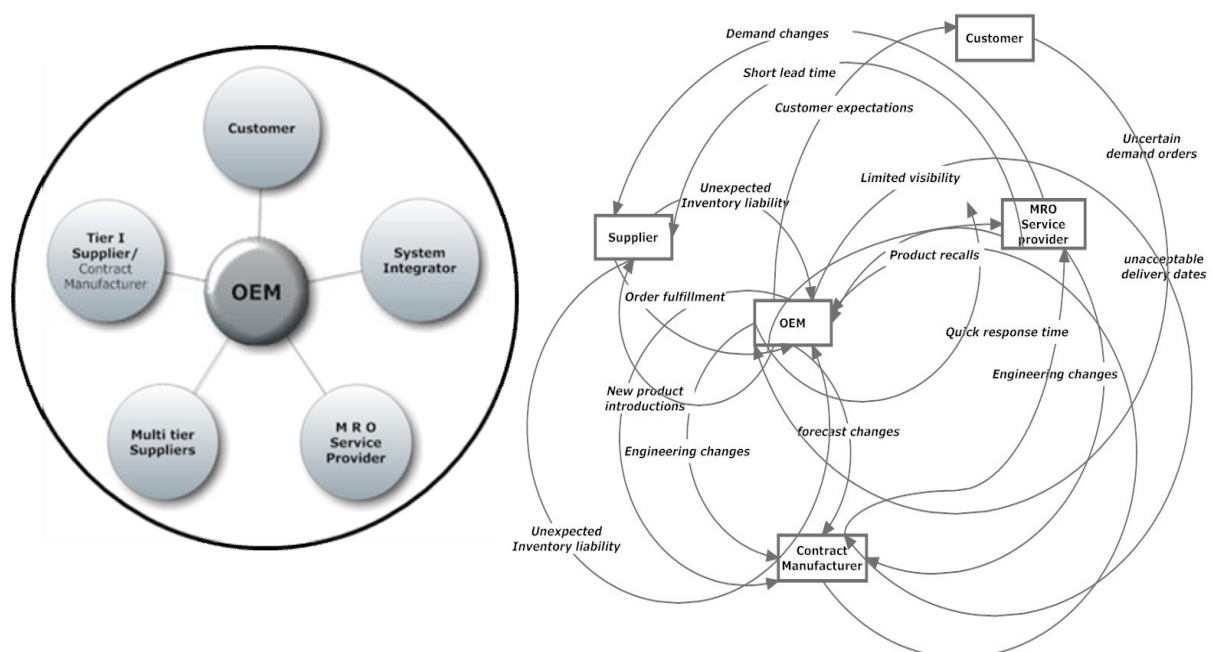 Customer
Tier I
Supplier/
Contract
Manufacturer
System
Integrator
OEM
Multi tier
Suppliers
M R O
Service
Provider
Demand changes
Customer
Short lead time
Customer expectations
Uncertain
demand orders
Limited visibility
Unexpected
Inventory liability
MRO
Service
provider
Supplier
Product recalls
unacceptable
delivery dates
Order fulfillment
OEM
Quick response time
Engineering changes
New product
introductions
forecast changes
Engineering changes
Unexpected
Inventory liability
Contract
Manufacturer